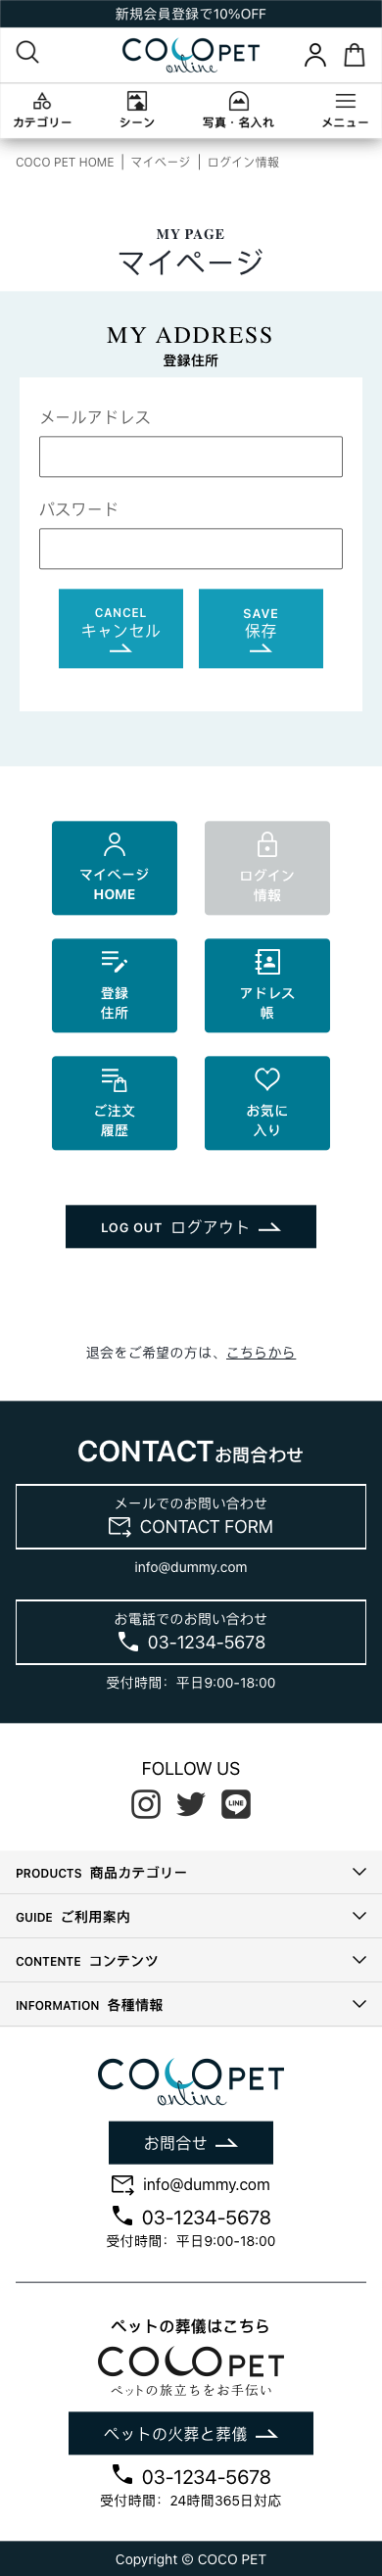 新規会員登録で10%OFF
COLOPET
online
カテゴリー シーン 写真・名入れ メニュー
COCO PET HOME | マイページ | ログイン情報
MY PAGE
マイページ
MY ADDRESS
登録住所
メールアドレス
パスワード
CANCEL
キャンセル
SAVE
保存
マイページ
HOME
ログイン
情報
登録
住所
アドレス
帳
ご注文
履歴
お気に
入り
LOG OUT ログアウト
退会をご希望の方は、こちらから
CONTACTお問合わせ
メールでのお問い合わせ
CONTACT FORM
info@dummy.com
お電話でのお問い合わせ
03-1234-5678
受付時間：平日9:00-18:00
FOLLOW US
LINE
PRODUCTS 商品カテゴリー
GUIDE ご利用案内
CONTENTE コンテンツ
INFORMATION 各種情報
COLOPET
online
お問合せ
info@dummy.com
03-1234-5678
受付時間：平日9:00-18:00
ペットの葬儀はこちら
COLOPET
ペットの旅立ちをお手伝い
ペットの火葬と葬儀
03-1234-5678
受付時間：24時間365日対応
Copyright © COCO PET